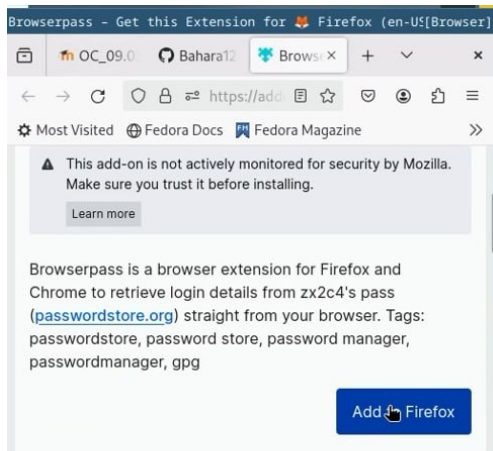 Browserpass – Get this Extension for 🦊 Firefox (en-US[Browser]
OC_09.0 Bahara12 Browse
https://add
Most Visited Fedora Docs Fedora Magazine
This add-on is not actively monitored for security by Mozilla.
Make sure you trust it before installing.
Learn more
Browserpass is a browser extension for Firefox and
Chrome to retrieve login details from zx2c4's pass
(passwordstore.org) straight from your browser. Tags:
passwordstore, password store, password manager,
passwordmanager, gpg
Add to Firefox